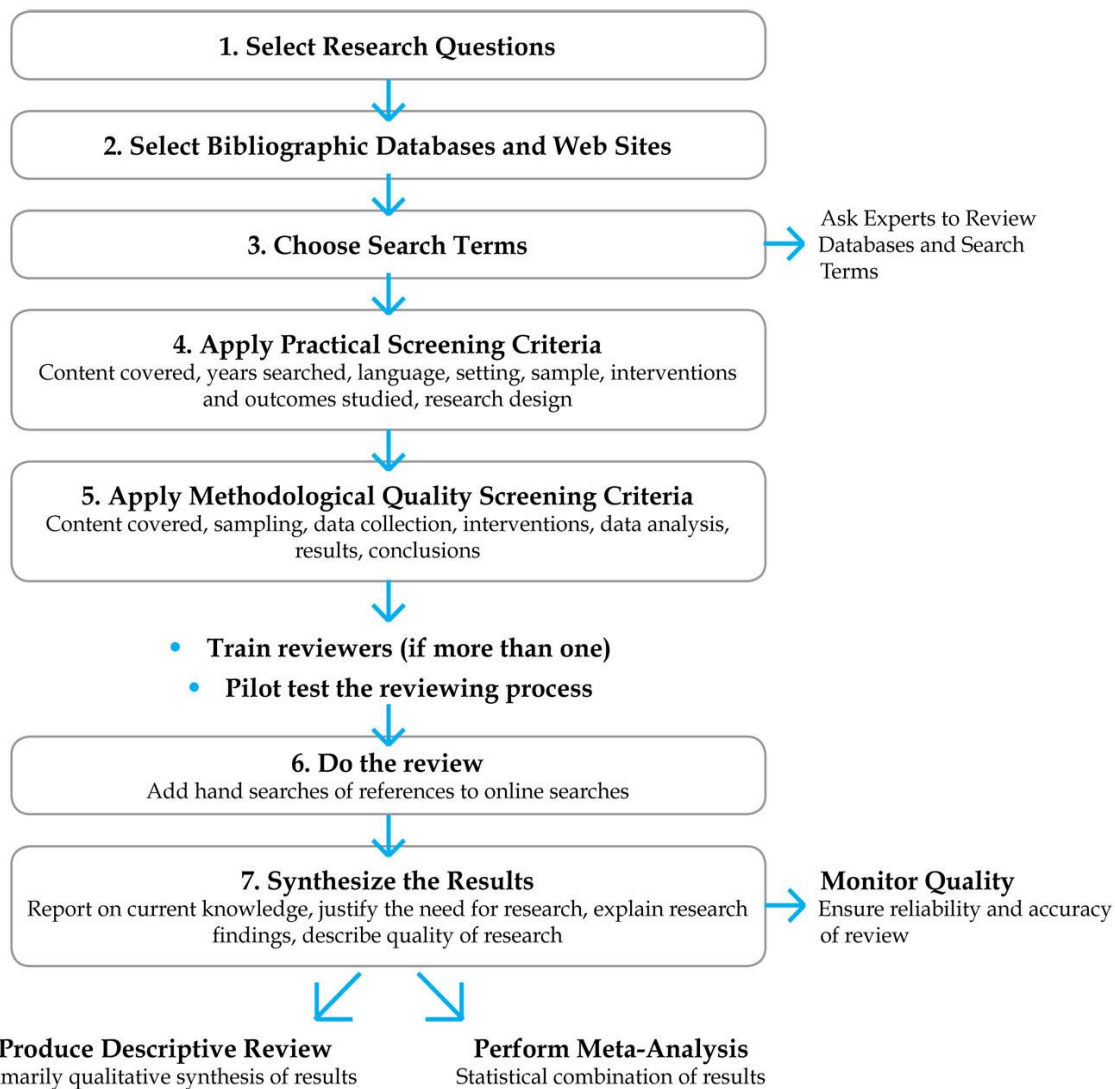 1. Select Research Questions
2. Select Bibliographic Databases and Web Sites
3. Choose Search Terms
Ask Experts to Review
Databases and Search
Terms
4. Apply Practical Screening Criteria
Content covered, years searched, language, setting, sample, interventions
and outcomes studied, research design
5. Apply Methodological Quality Screening Criteria
Content covered, sampling, data collection, interventions, data analysis,
results, conclusions
• Train reviewers (if more than one)
• Pilot test the reviewing process
6. Do the review
Add hand searches of references to online searches
7. Synthesize the Results
Report on current knowledge, justify the need for research, explain research
findings, describe quality of research
Monitor Quality
Ensure reliability and accuracy
of review
Produce Descriptive Review
marily qualitative synthesis of results
Perform Meta-Analysis
Statistical combination of results